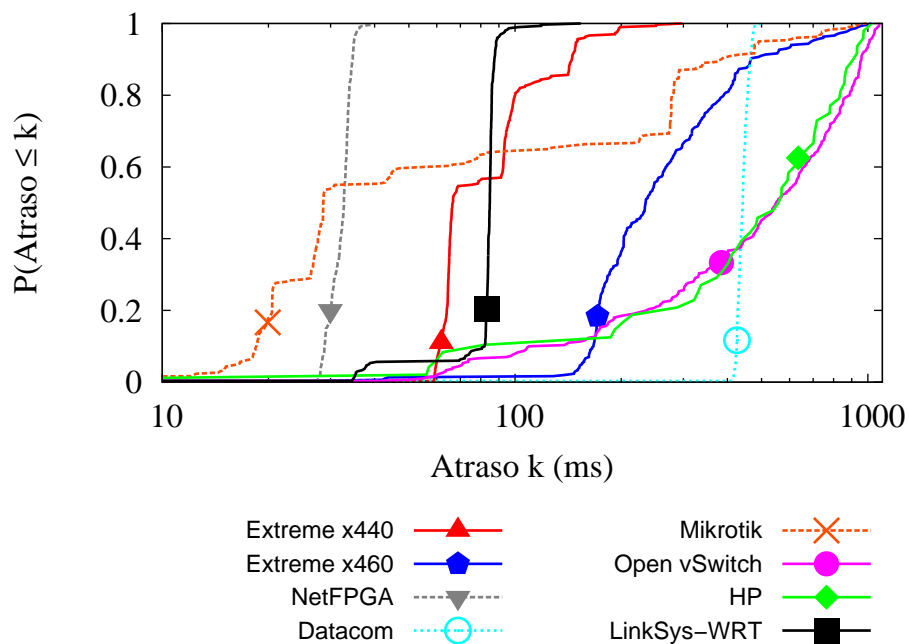 P(Atraso ≤ k)
1
0.8
0.6
0.4
0.2
0
10
100
1000
Atraso k (ms)
Extreme x440
Extreme x460
NetFPGA
Datacom
Mikrotik
Open vSwitch
HP
LinkSys−WRT